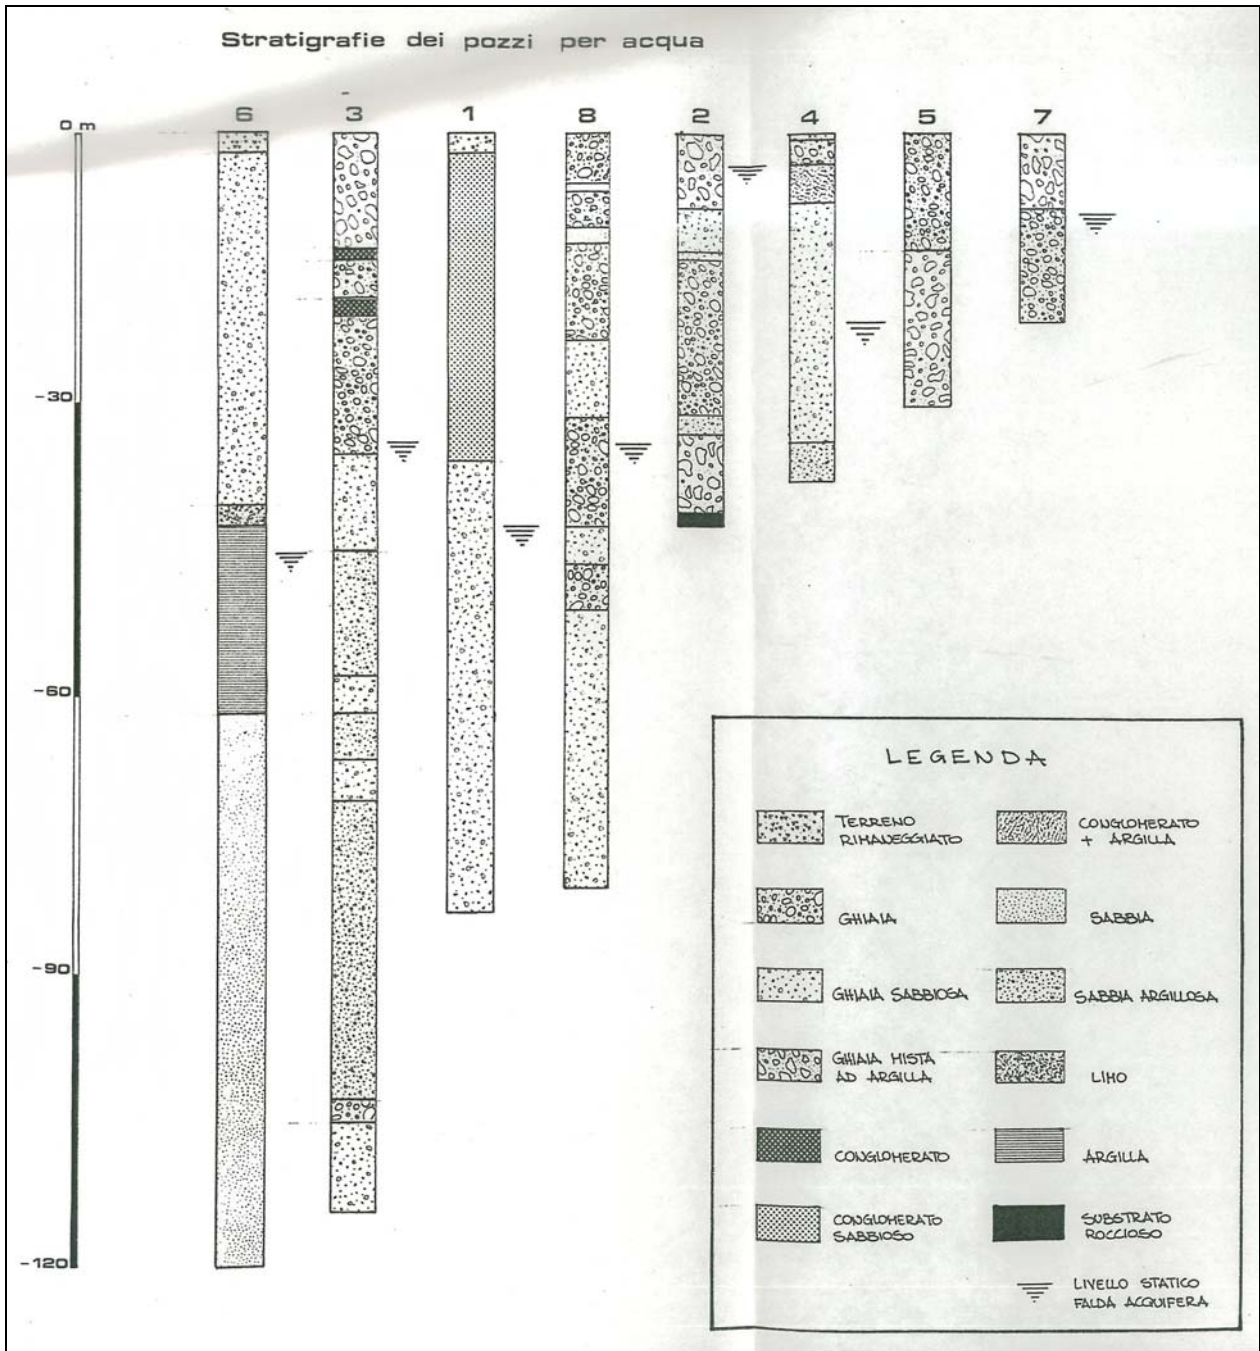 Stratigrafie dei pozzi per acqua
6 3 1 8 2 4 5 7
0 m
-30
-60
-90
-120
LEGENDA
TERRENO
RIMANEGGIATO
CONGLOMERATO
+ ARGILLA
GHIAIA
SABBIA
GHIAIA SABBIOSA
SABBIA ARGILLOSA
GHIAIA MISTA
AD ARGILLA
LIMO
CONGLOMERATO
ARGILLA
CONGLOMERATO
SABBIOSO
SUBSTRATO
ROCCIOSO
LIVELLO STATICO
FALDA ACQUIFERA